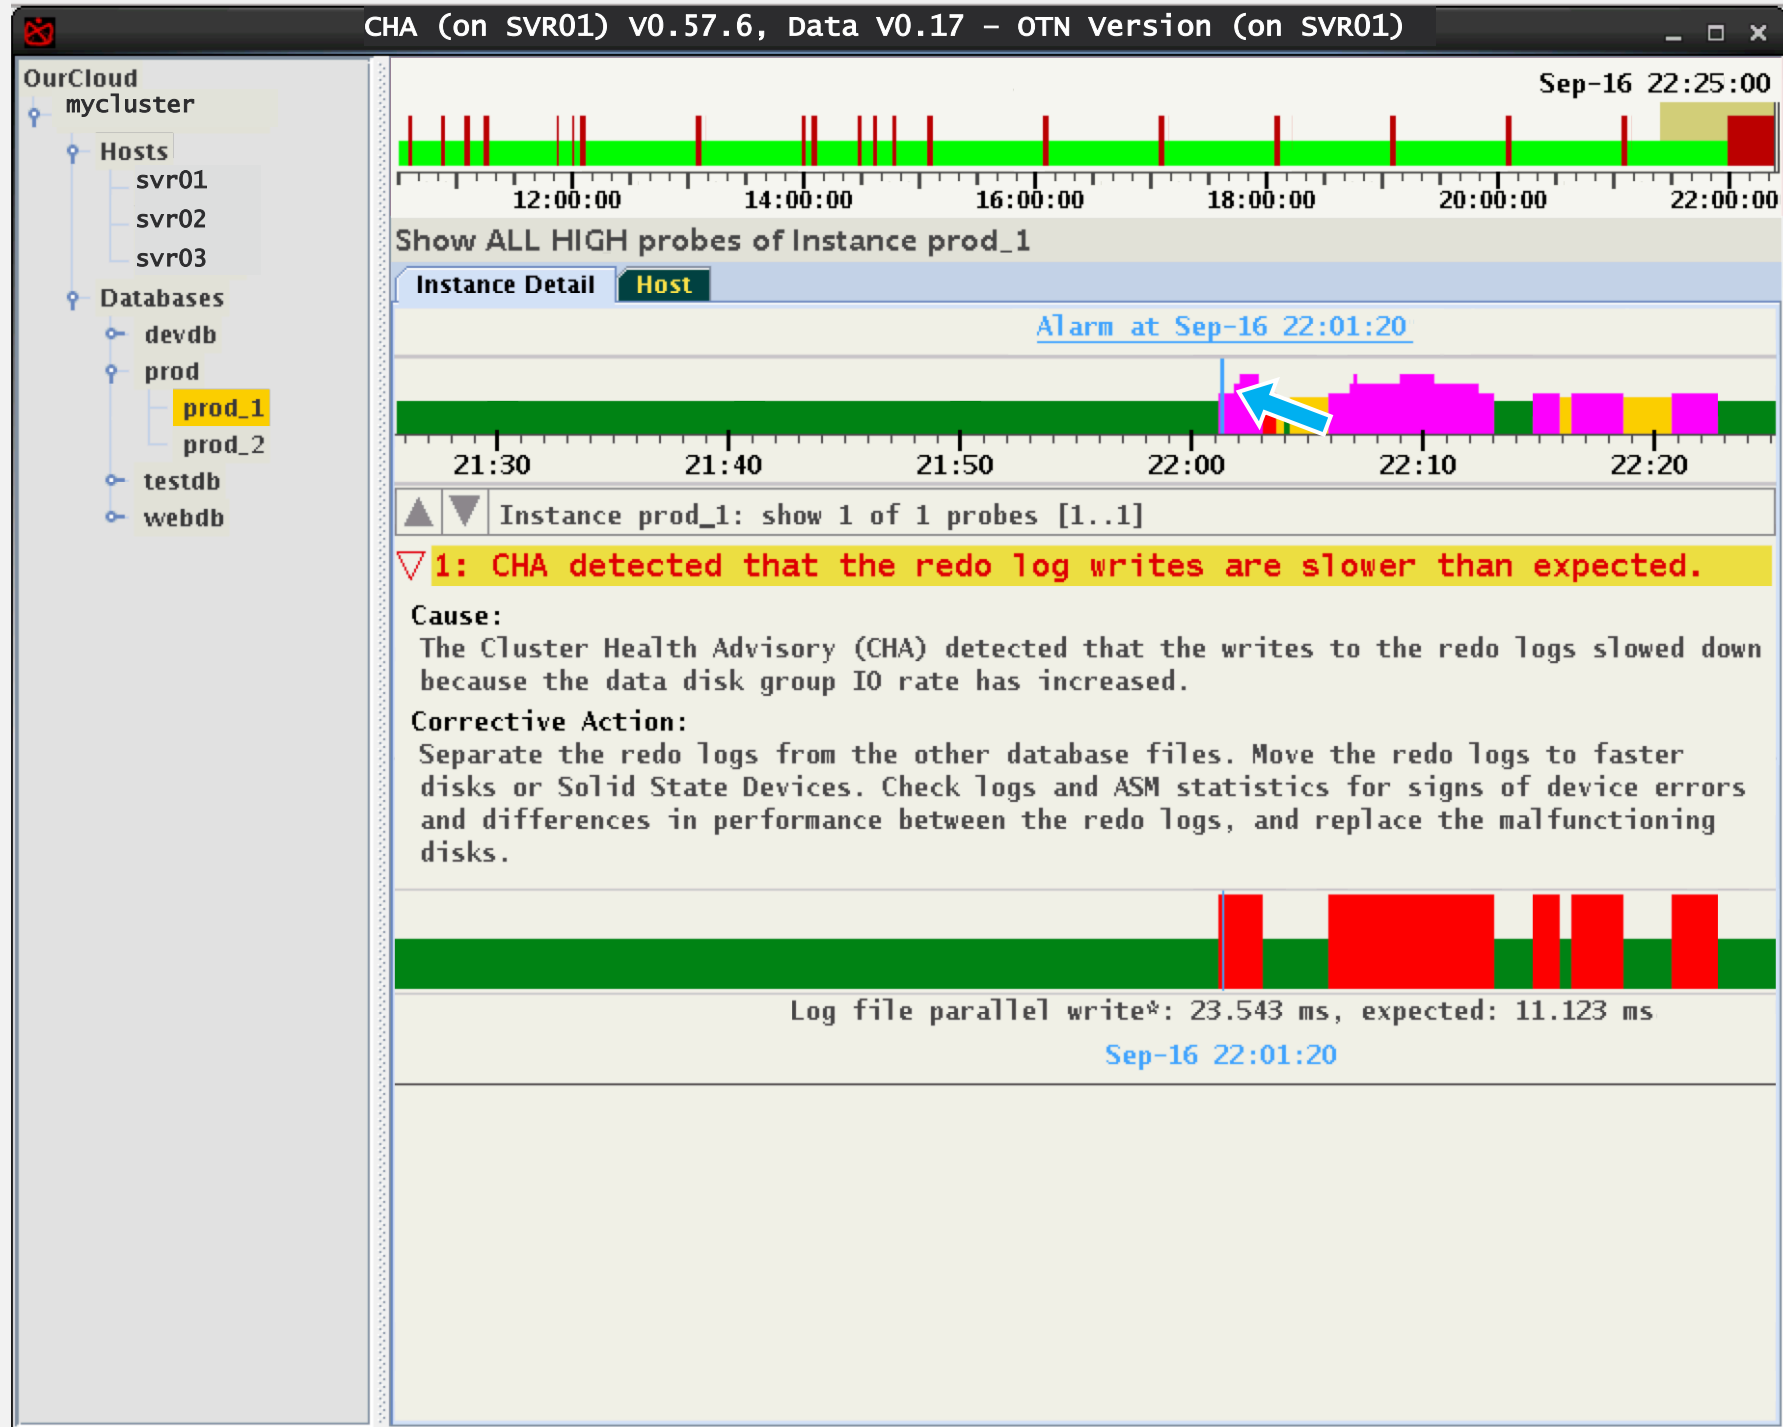 CHA (on SVR01) V0.57.6, Data V0.17 – OTN Version (on SVR01)
OurCloud
mycluster
Hosts
svr01
svr02
svr03
Databases
devdb
prod
prod_1
prod_2
testdb
webdb
Sep-16 22:25:00
12:00:00 14:00:00 16:00:00 18:00:00 20:00:00 22:00:00
Show ALL HIGH probes of Instance prod_1
Instance Detail Host
Alarm at Sep-16 22:01:20
21:30 21:40 21:50 22:00 22:10 22:20
Instance prod_1: show 1 of 1 probes [1..1]
1: CHA detected that the redo log writes are slower than expected.
Cause:
The Cluster Health Advisory (CHA) detected that the writes to the redo logs slowed down
because the data disk group IO rate has increased.
Corrective Action:
Separate the redo logs from the other database files. Move the redo logs to faster
disks or Solid State Devices. Check logs and ASM statistics for signs of device errors
and differences in performance between the redo logs, and replace the malfunctioning
disks.
Log file parallel write*: 23.543 ms, expected: 11.123 ms
Sep-16 22:01:20